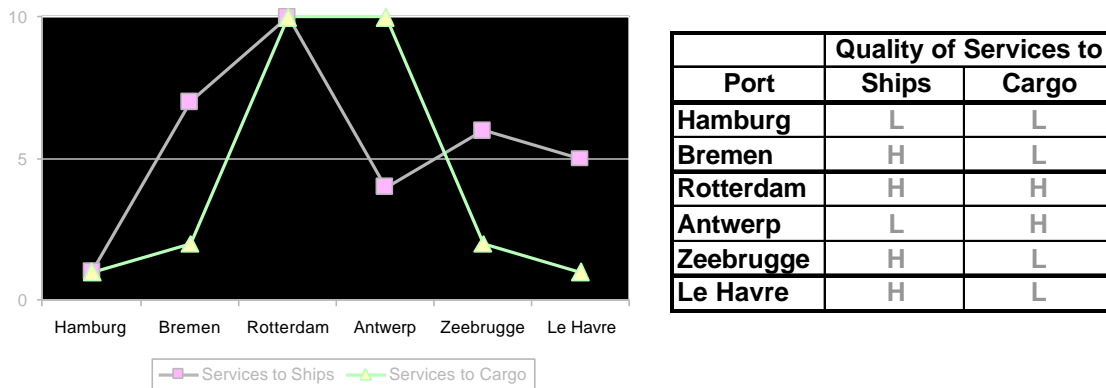 10
5
0
Hamburg Bremen Rotterdam Antwerp Zeebrugge Le Havre
Services to Ships Services to Cargo
Quality of Services to
Port Ships Cargo
Hamburg L L
Bremen H L
Rotterdam H H
Antwerp L H
Zeebrugge H L
Le Havre H L